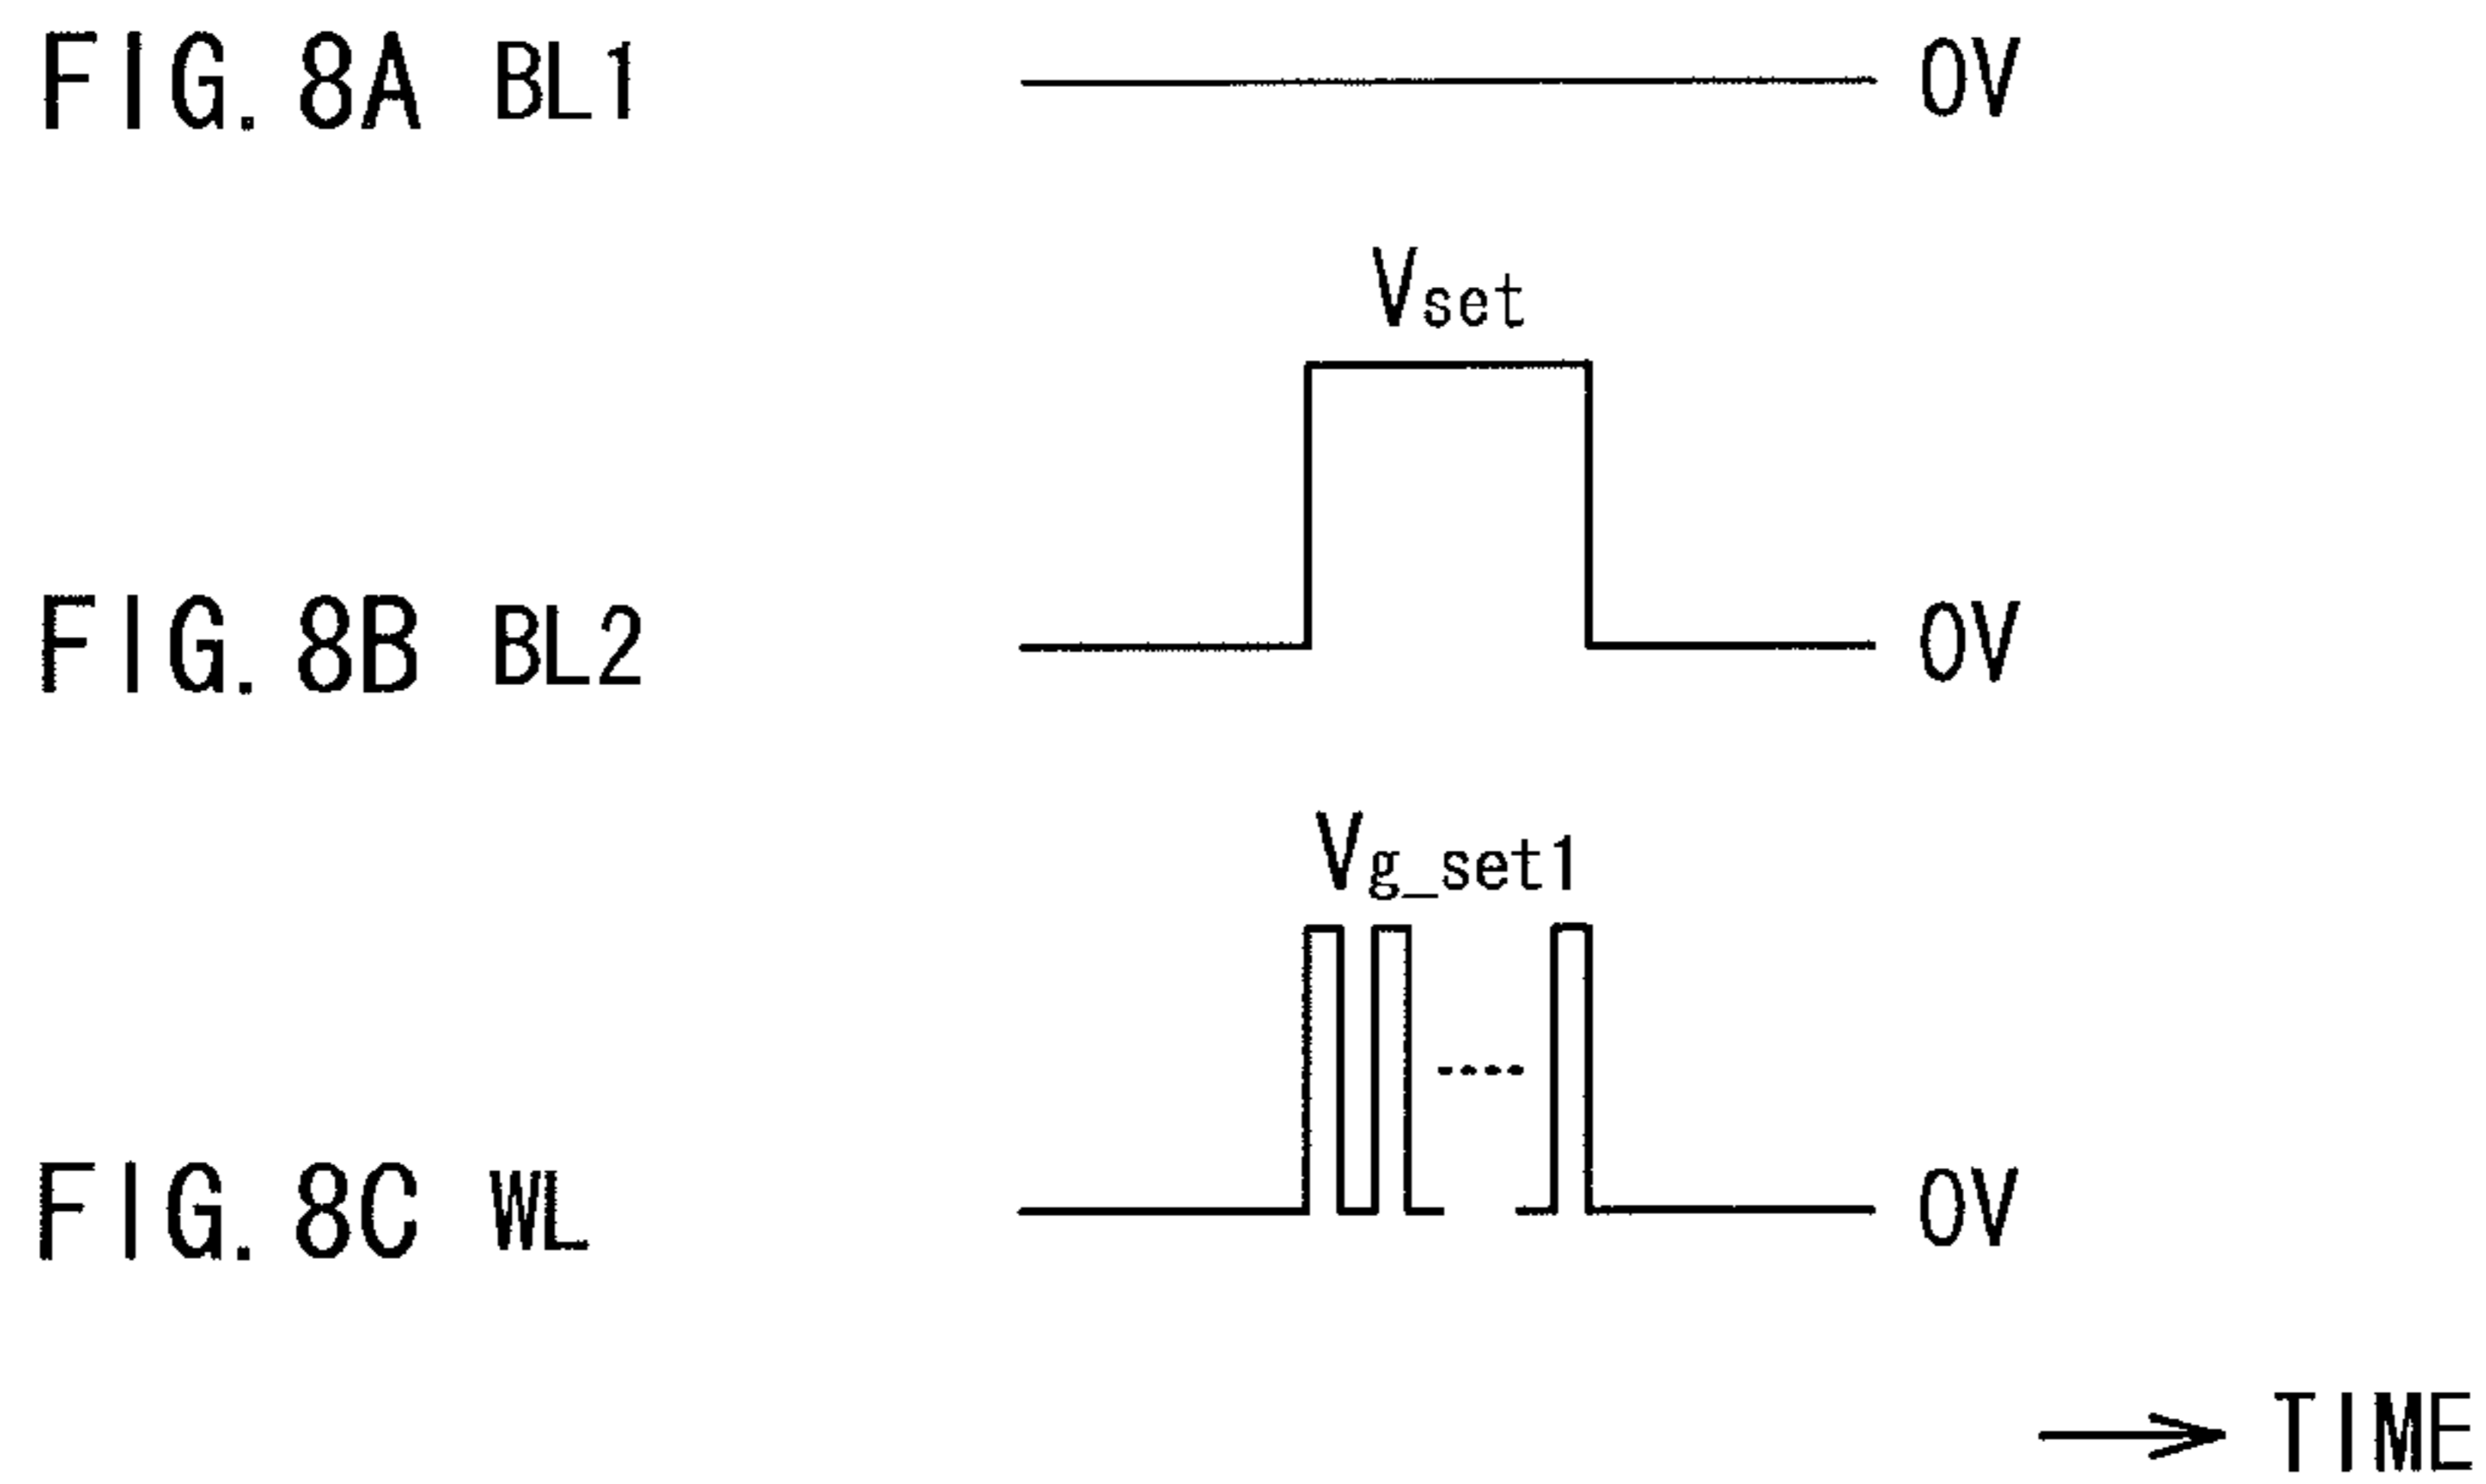 FIG. 8A BL1 0V
Vset
FIG. 8B BL2 0V
Vg_set1
FIG. 8C WL 0V
TIME